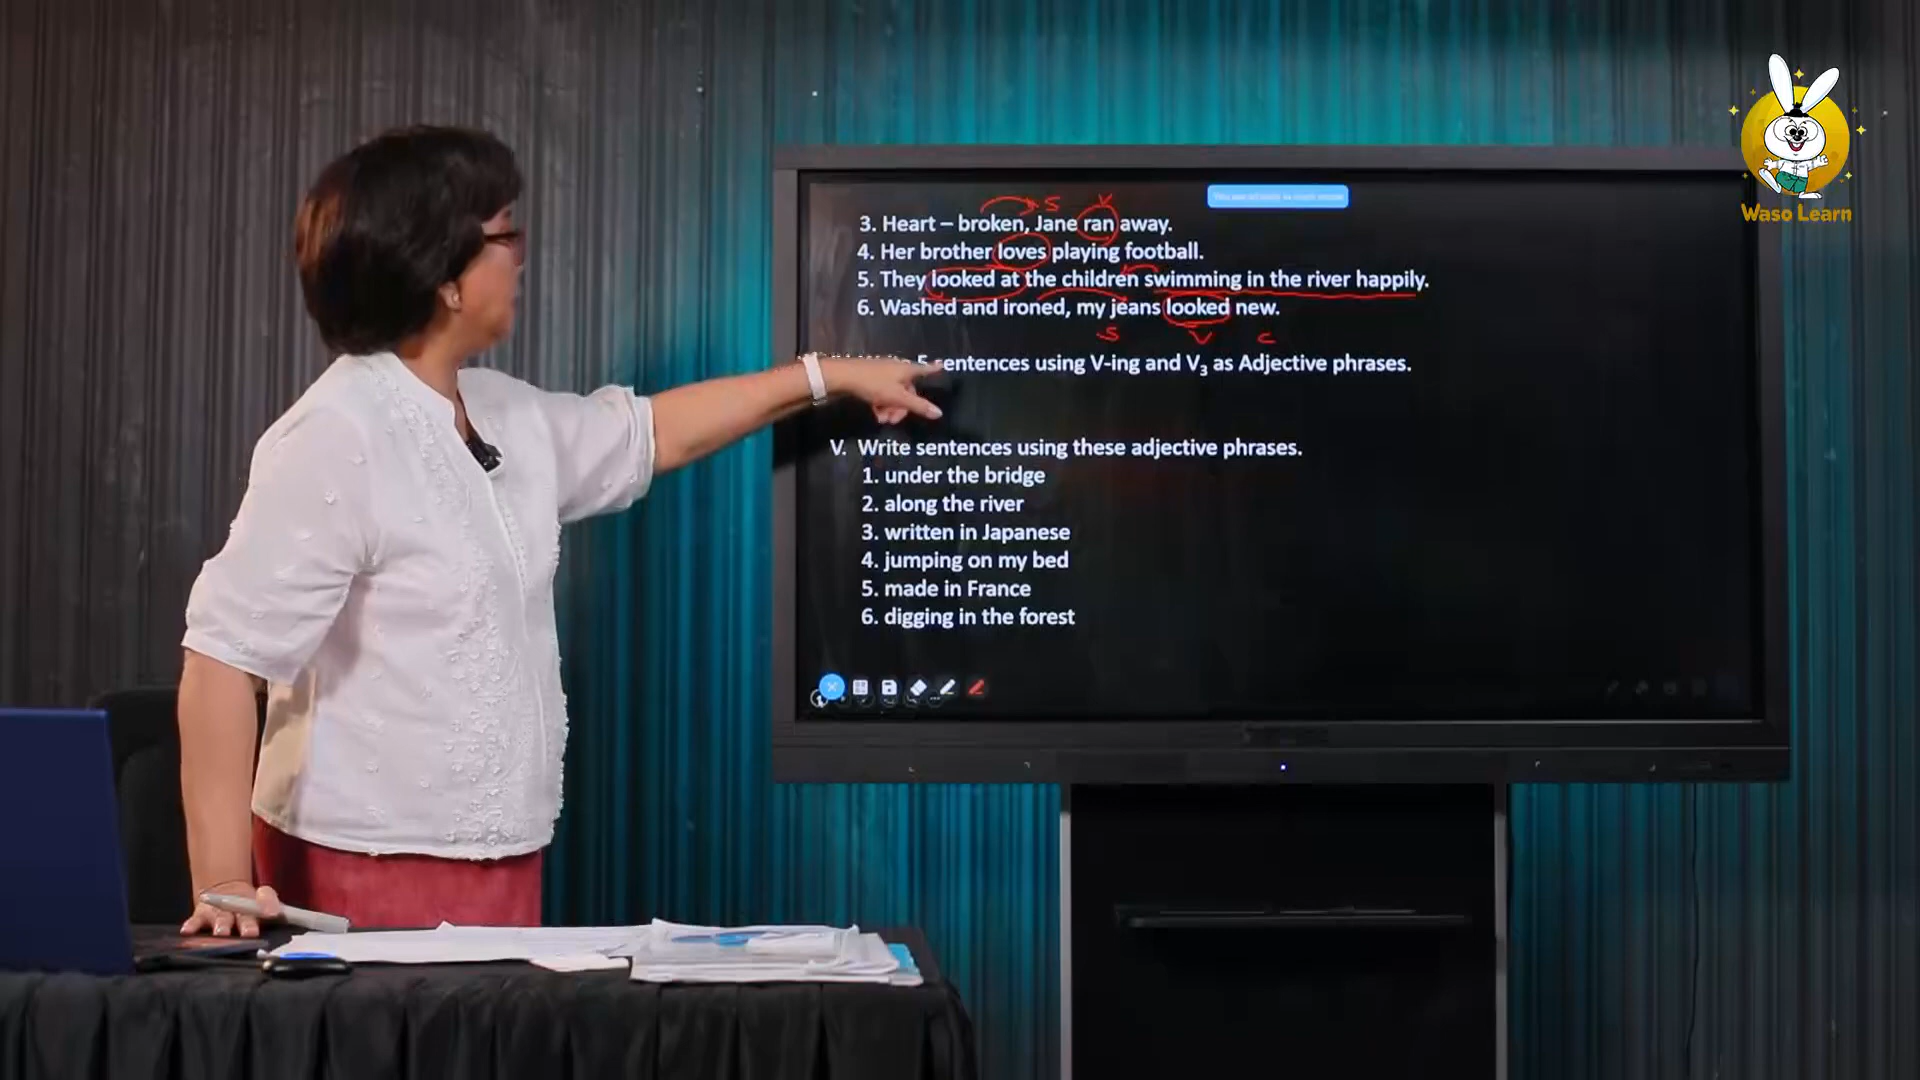 Waso Learn
S V
3. Heart – broken, Jane ran away.
4. Her brother loves playing football.
5. They looked at the children swimming in the river happily.
6. Washed and ironed, my jeans looked new.
S V C
5 sentences using V-ing and V₃ as Adjective phrases.
V. Write sentences using these adjective phrases.
1. under the bridge
2. along the river
3. written in Japanese
4. jumping on my bed
5. made in France
6. digging in the forest